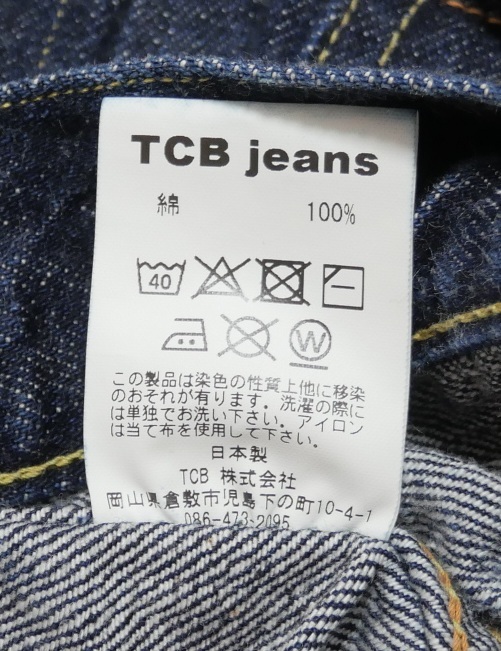 TCB jeans
綿 100%
40
W
この製品は染色の性質上他に移染
のおそれが有ります。洗濯の際に
は単独でお洗い下さい。アイロン
は当て布を使用して下さい。
日本製
TCB 株式会社
岡山県倉敷市児島下の町10-4-1
086-473-2095